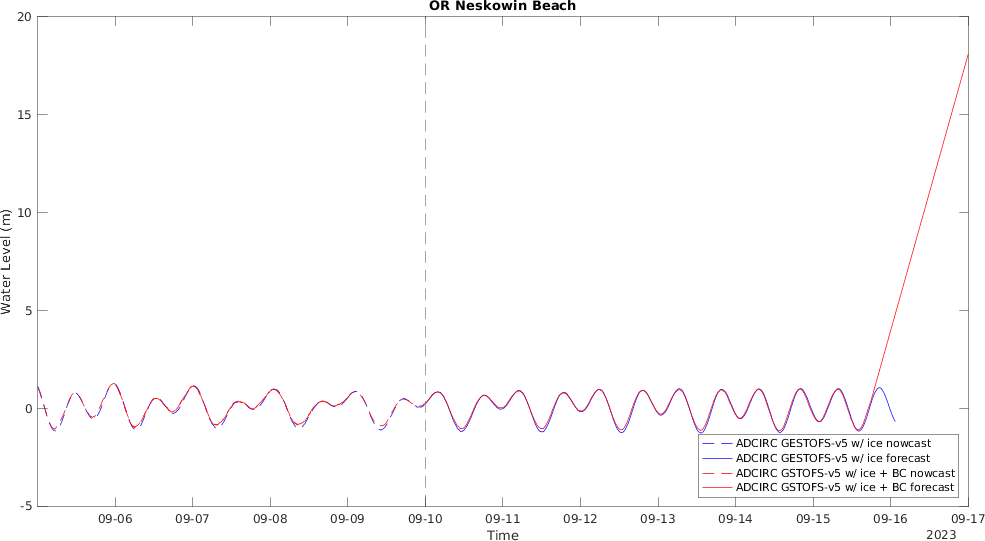 OR Neskowin Beach
20
15
10
5
0
-5
Water Level (m)
09-06 09-07 09-08 09-09 09-10 09-11 09-12 09-13 09-14 09-15 09-16 09-17
Time
2023
ADCIRC GESTOFS-v5 w/ ice nowcast
ADCIRC GESTOFS-v5 w/ ice forecast
ADCIRC GSTOFS-v5 w/ ice + BC nowcast
ADCIRC GSTOFS-v5 w/ ice + BC forecast